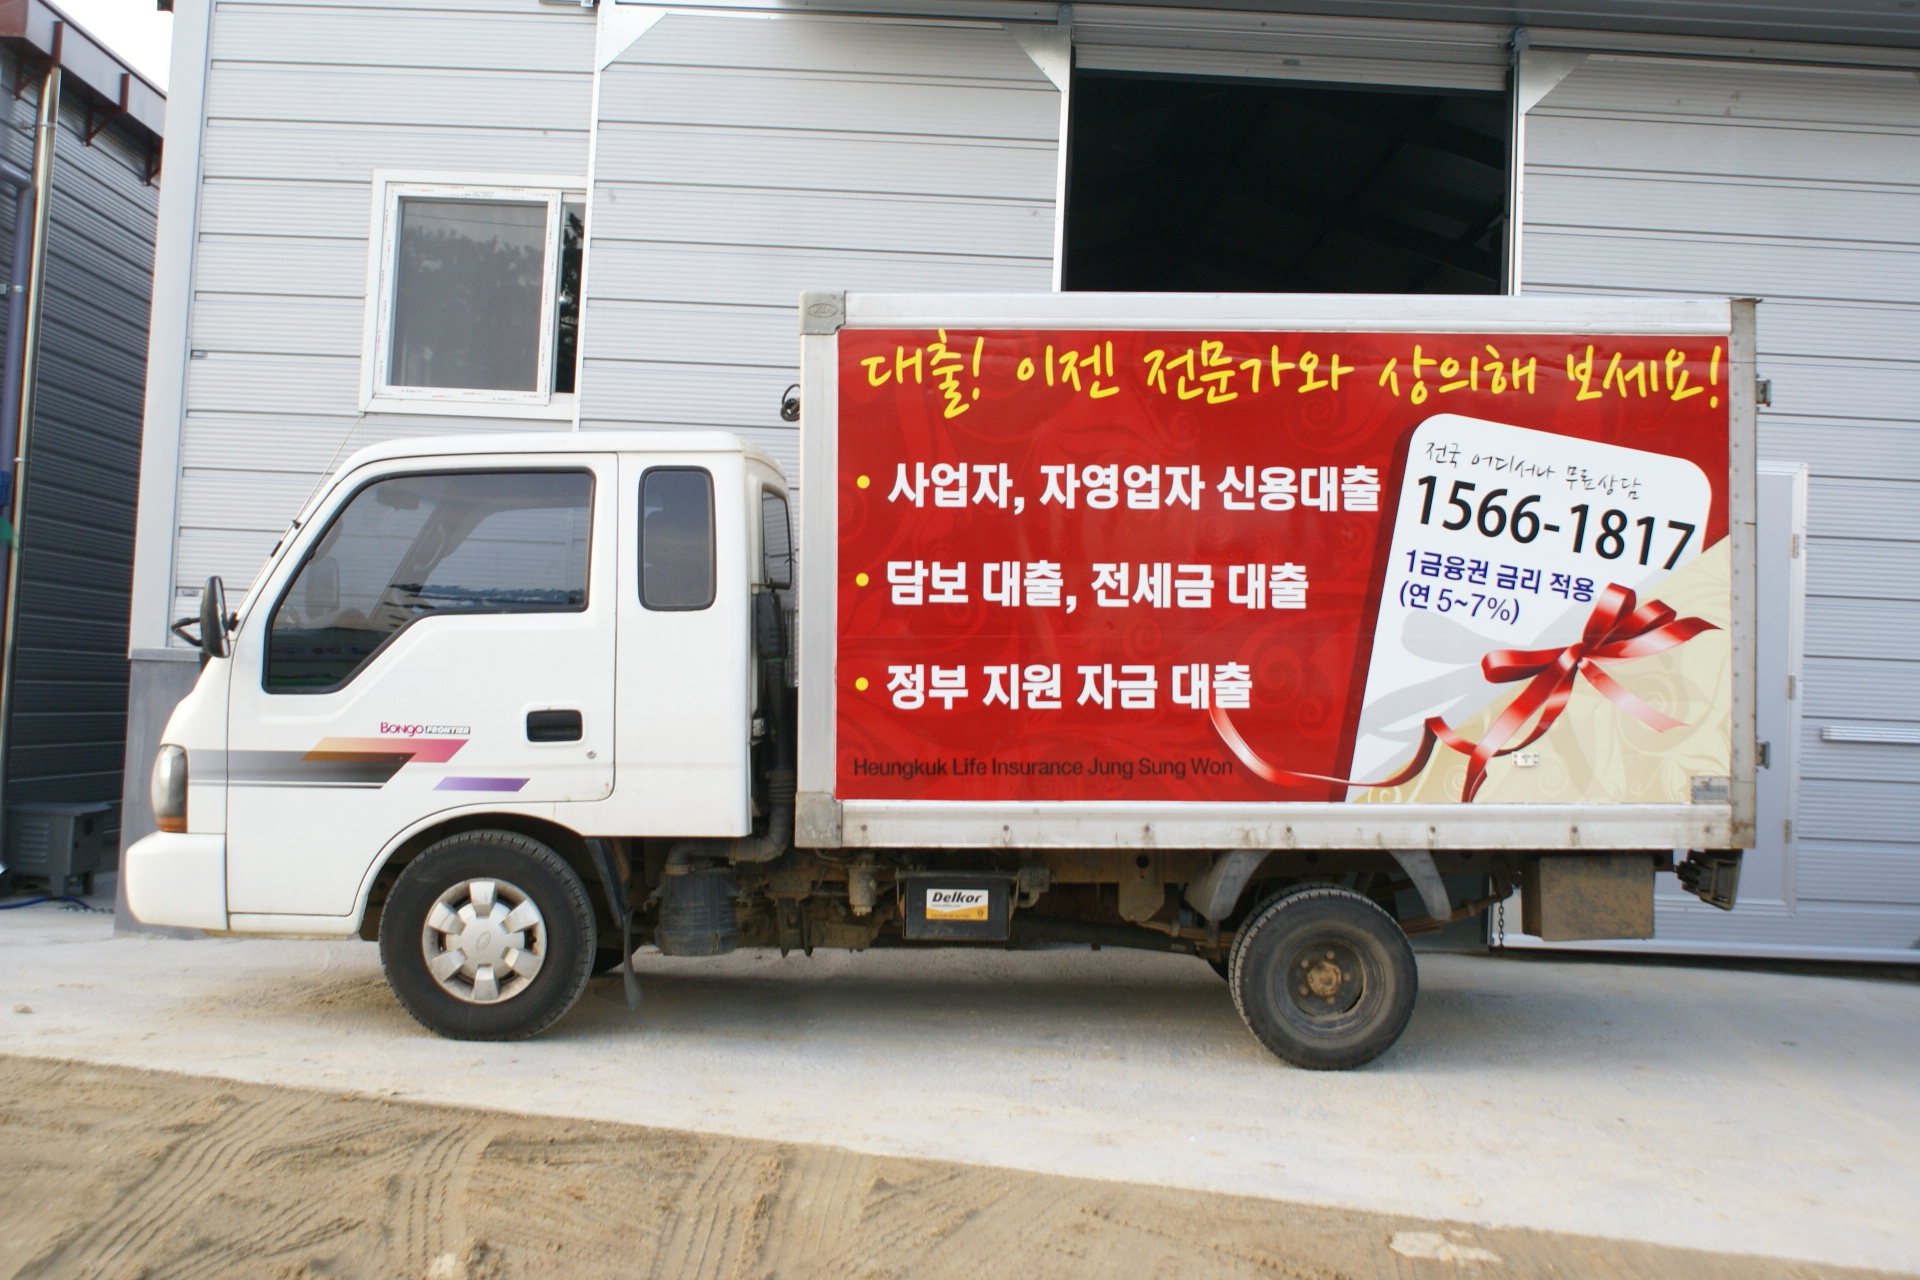 대출! 이젠 전문가와 상의해 보세요!
• 사업자, 자영업자 신용대출
• 담보 대출, 전세금 대출
• 정부 지원 자금 대출
전국 어디서나 무료상담
1566-1817
1금융권 금리 적용
(연 5~7%)
Heungkuk Life Insurance Jung Sung Won
Bongo FRONTIER
Delkor